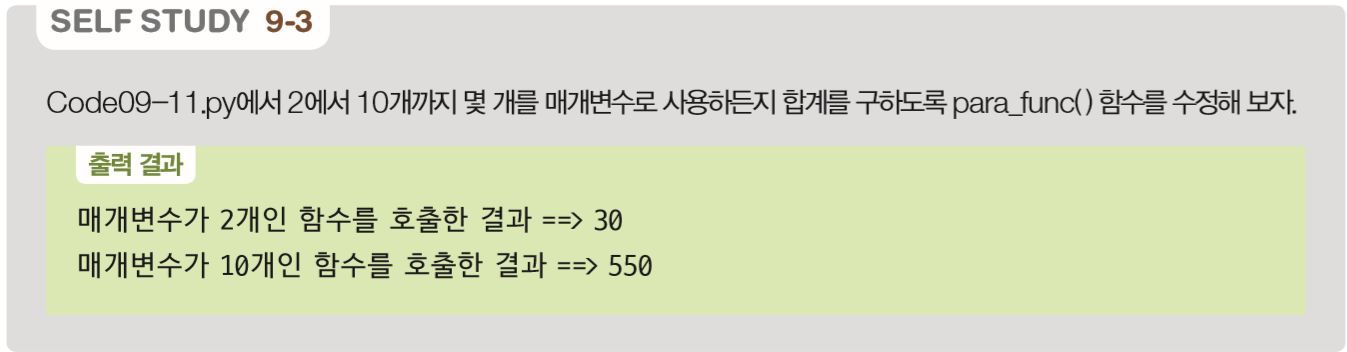 SELF STUDY 9-3
Code09-11.py에서 2에서 10개까지 몇 개를 매개변수로 사용하든지 합계를 구하도록 para_func( ) 함수를 수정해 보자.
출력 결과
매개변수가 2개인 함수를 호출한 결과 ==> 30
매개변수가 10개인 함수를 호출한 결과 ==> 550